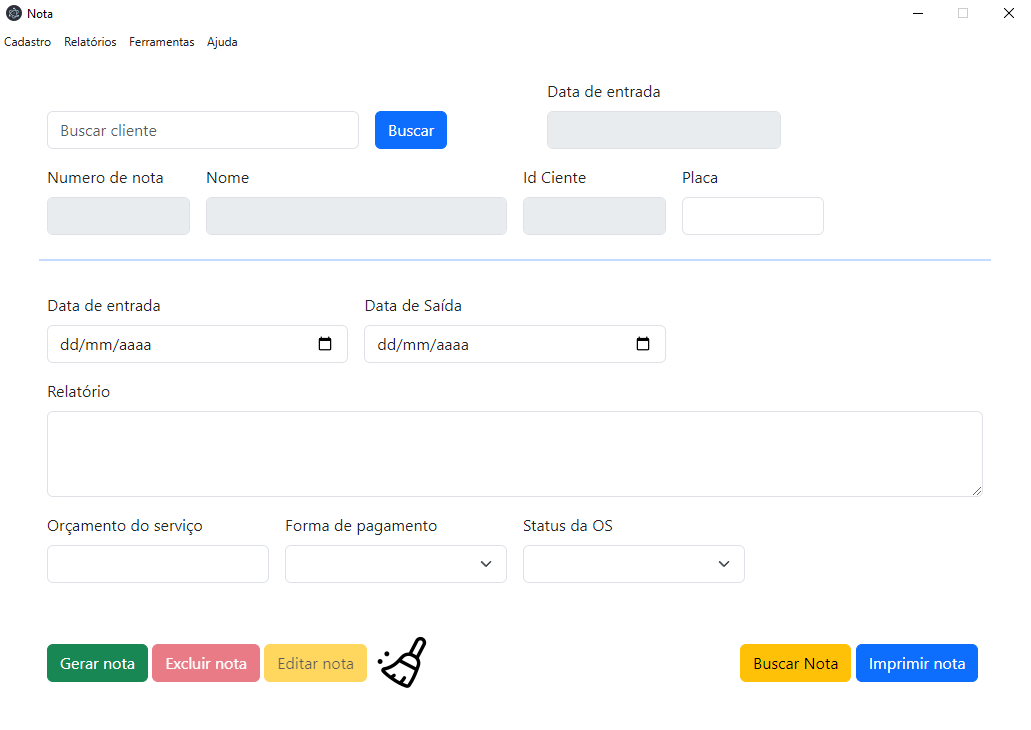 Nota
Cadastro Relatórios Ferramentas Ajuda
Data de entrada
Buscar cliente Buscar
Numero de nota Nome Id Ciente Placa
Data de entrada Data de Saída
dd/mm/aaaa dd/mm/aaaa
Relatório
Orçamento do serviço Forma de pagamento Status da OS
Gerar nota Excluir nota Editar nota Buscar Nota Imprimir nota